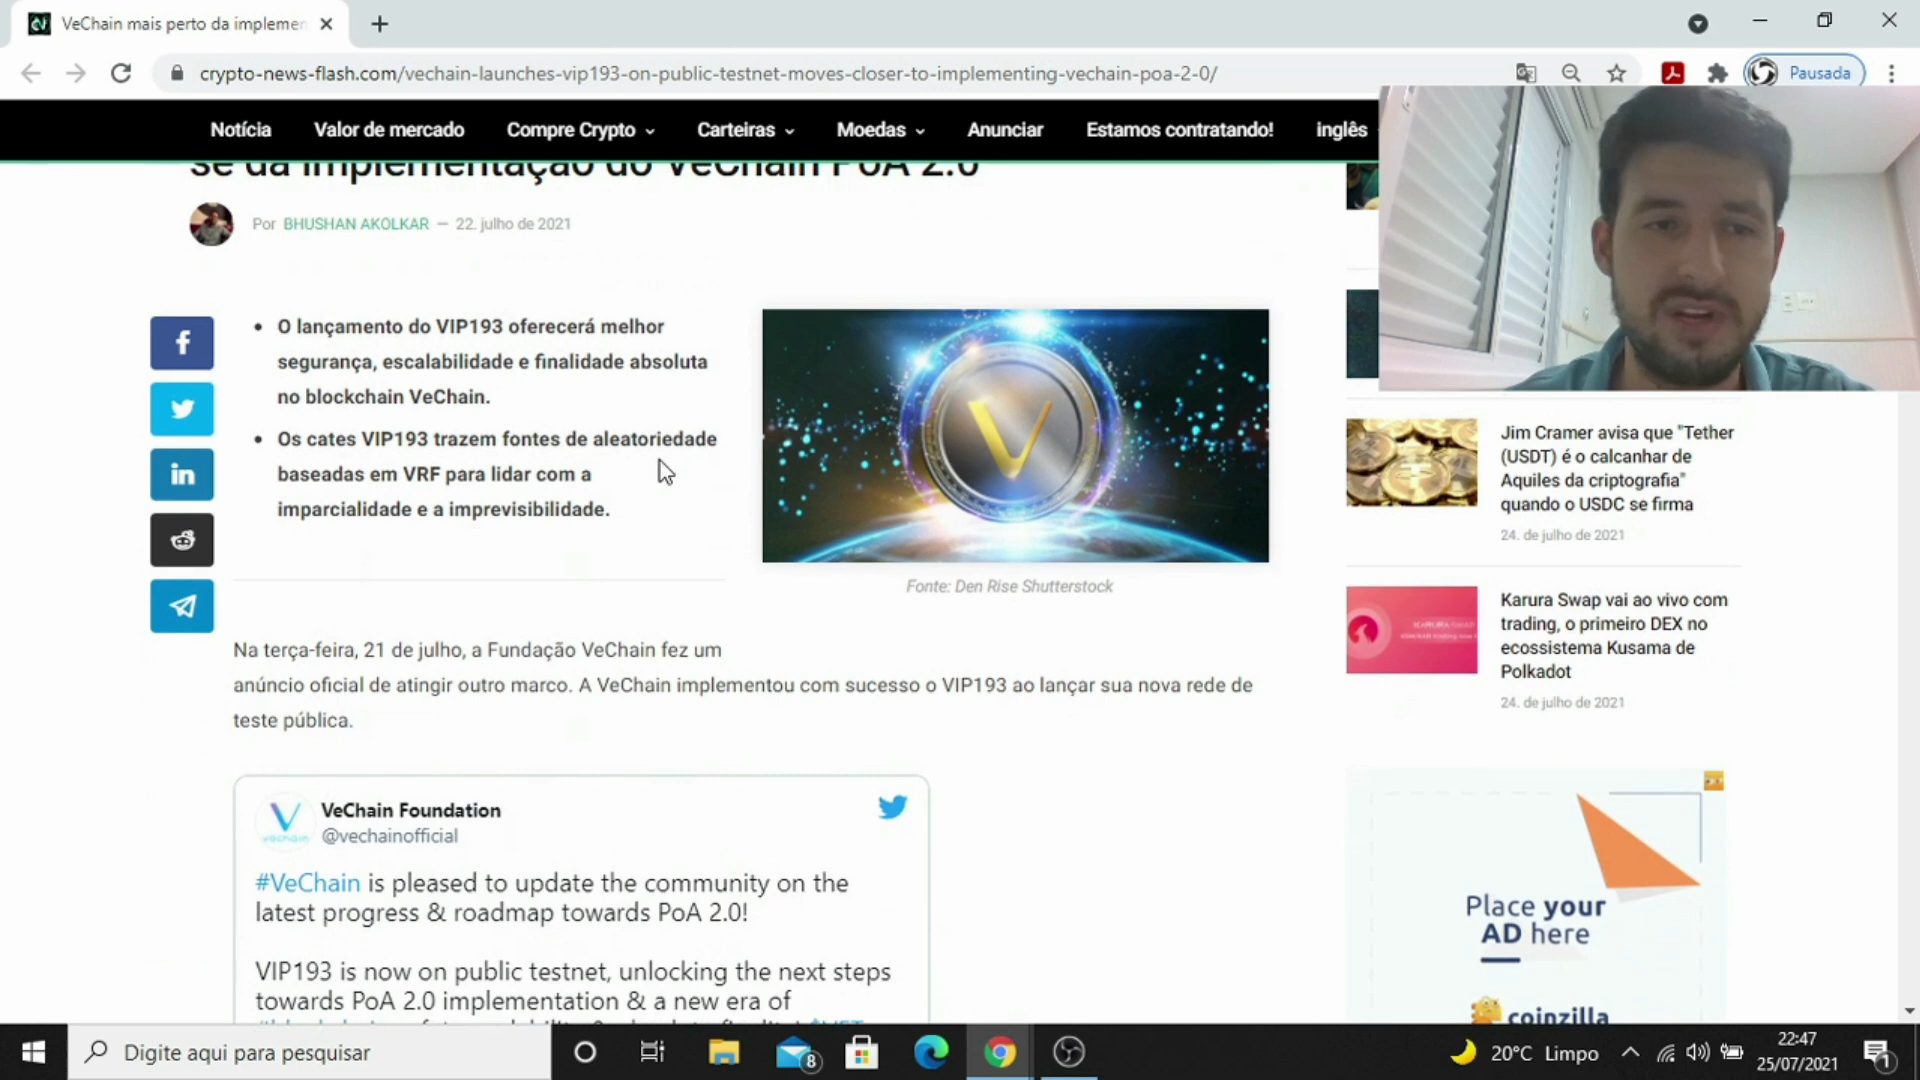 VeChain mais perto da implemen
crypto-news-flash.com/vechain-launches-vip193-on-public-testnet-moves-closer-to-implementing-vechain-poa-2-0/
Pausada
Notícia
Valor de mercado
Compre Crypto
Carteiras
Moedas
Anunciar
Estamos contratando!
inglês
se da implementação do VeChain PoA 2.0
Por BHUSHAN AKOLKAR — 22. julho de 2021
O lançamento do VIP193 oferecerá melhor
segurança, escalabilidade e finalidade absoluta
no blockchain VeChain.
Os cates VIP193 trazem fontes de aleatoriedade
baseadas em VRF para lidar com a
imparcialidade e a imprevisibilidade.
Fonte: Den Rise Shutterstock
Na terça-feira, 21 de julho, a Fundação VeChain fez um
anúncio oficial de atingir outro marco. A VeChain implementou com sucesso o VIP193 ao lançar sua nova rede de
teste pública.
VeChain Foundation
@vechainofficial
#VeChain is pleased to update the community on the
latest progress & roadmap towards PoA 2.0!
VIP193 is now on public testnet, unlocking the next steps
towards PoA 2.0 implementation & a new era of
Jim Cramer avisa que "Tether
(USDT) é o calcanhar de
Aquiles da criptografia"
quando o USDC se firma
24. de julho de 2021
Karura Swap vai ao vivo com
trading, o primeiro DEX no
ecossistema Kusama de
Polkadot
24. de julho de 2021
Place your
AD here
coinzilla
Digite aqui para pesquisar
8
20°C Limpo
22:47
25/07/2021
1